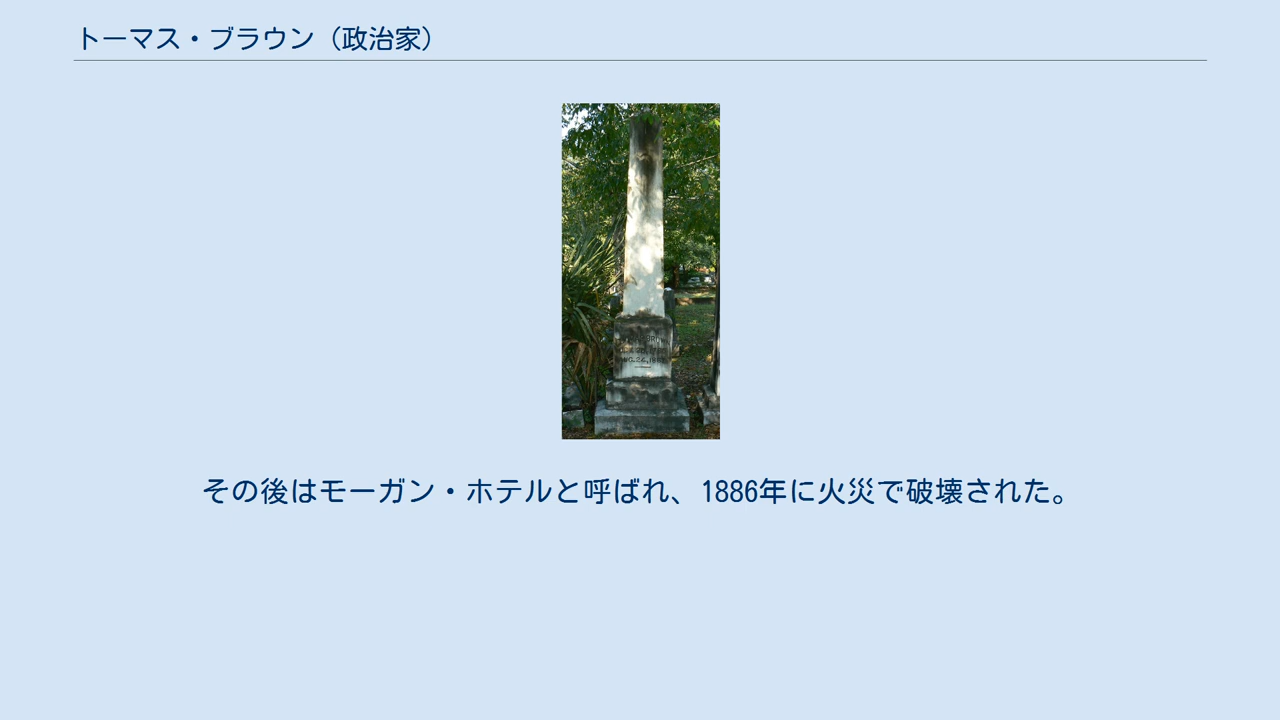 トーマス・ブラウン（政治家）
その後はモーガン・ホテルと呼ばれ、1886年に火災で破壊された。